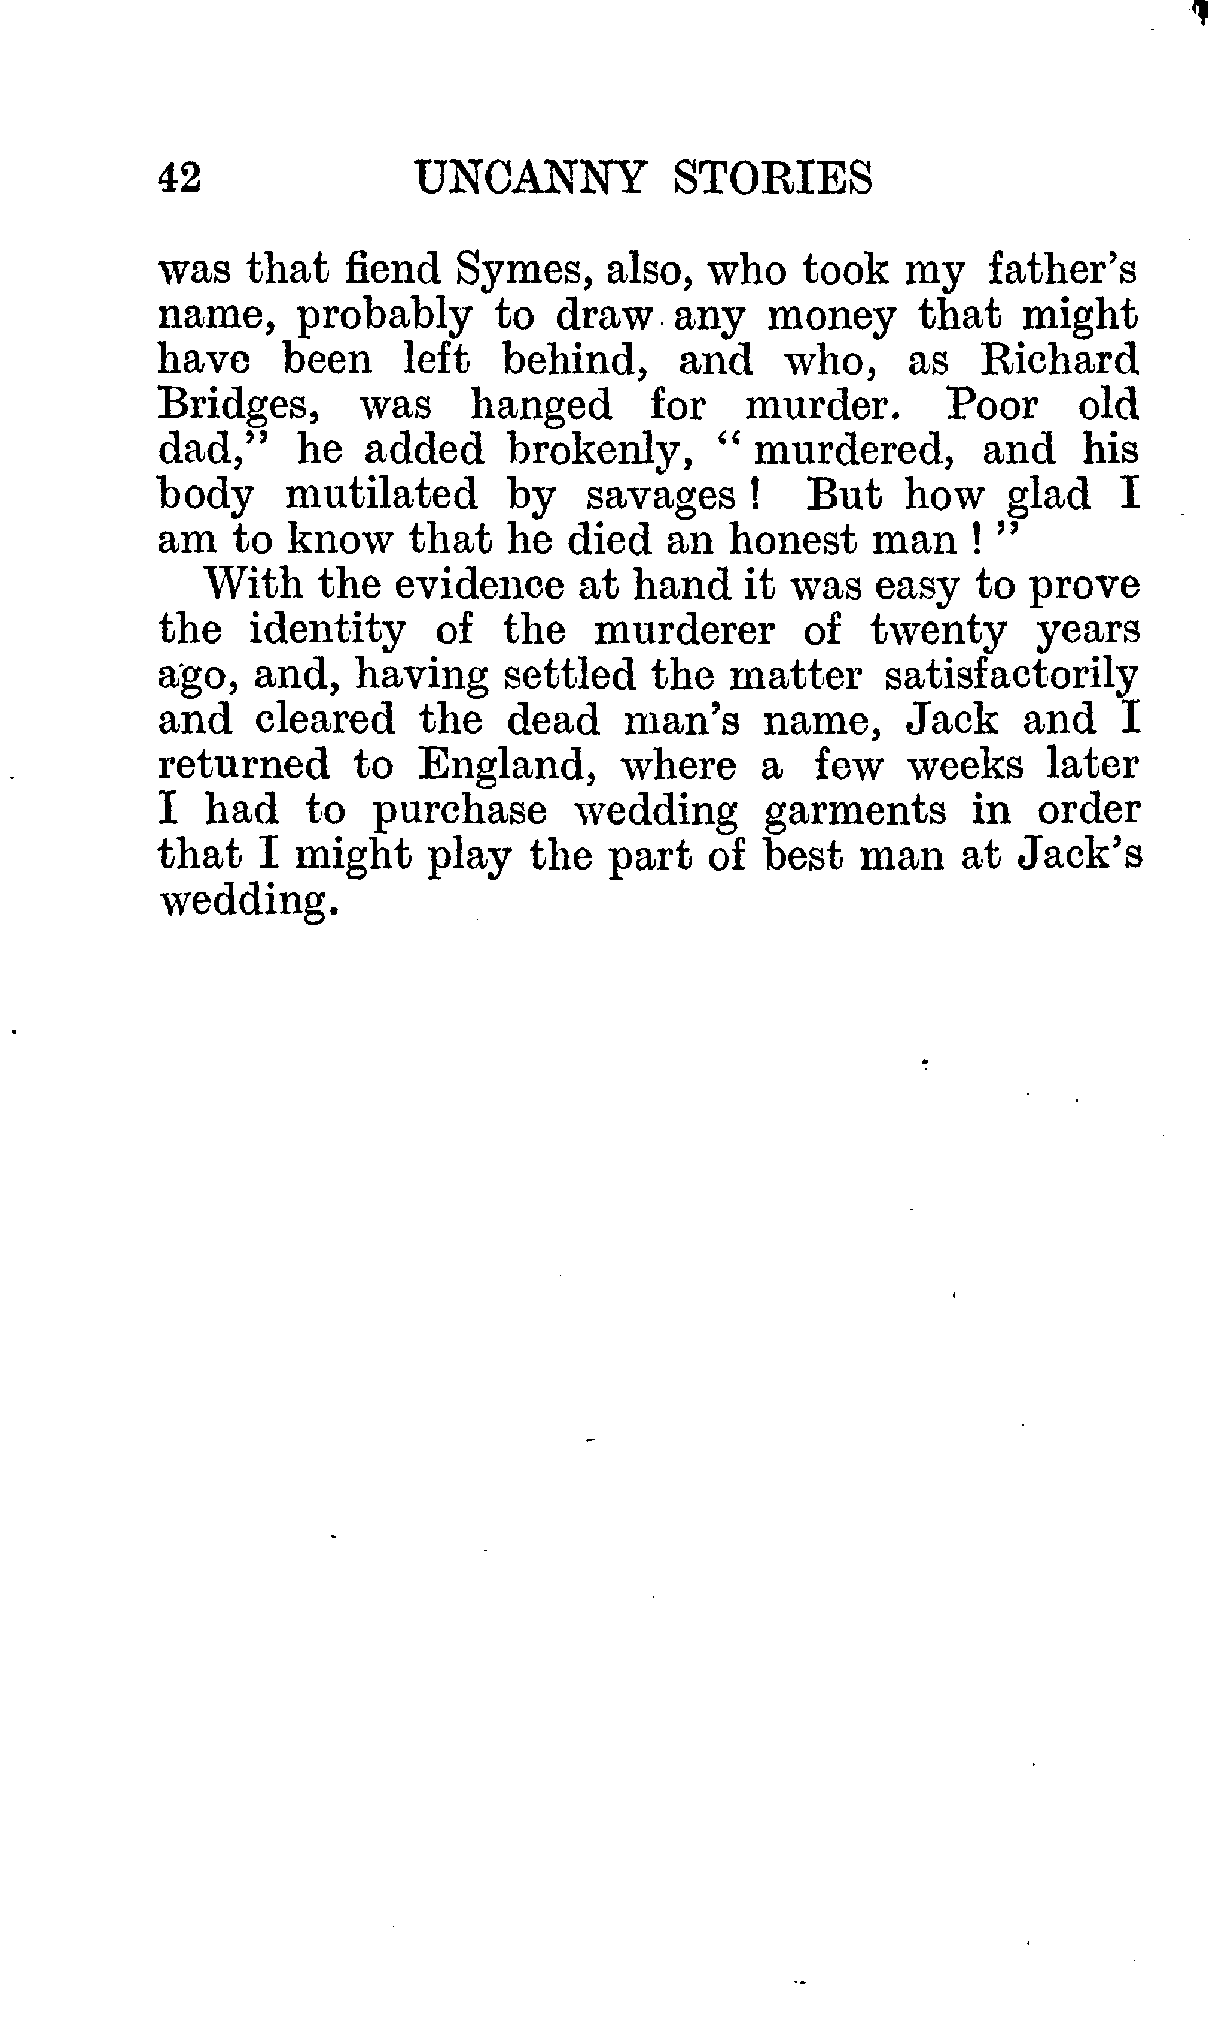 42 UNCANNY STORIES
was that fiend Symes, also, who took my father's
name, probably to draw any money that might
have been left behind, and who, as Richard
Bridges, was hanged for murder. Poor old
dad," he added brokenly, " murdered, and his
body mutilated by savages ! But how glad I
am to know that he died an honest man ! "
With the evidence at hand it was easy to prove
the identity of the murderer of twenty years
ago, and, having settled the matter satisfactorily
and cleared the dead man's name, Jack and I
returned to England, where a few weeks later
I had to purchase wedding garments in order
that I might play the part of best man at Jack's
wedding.